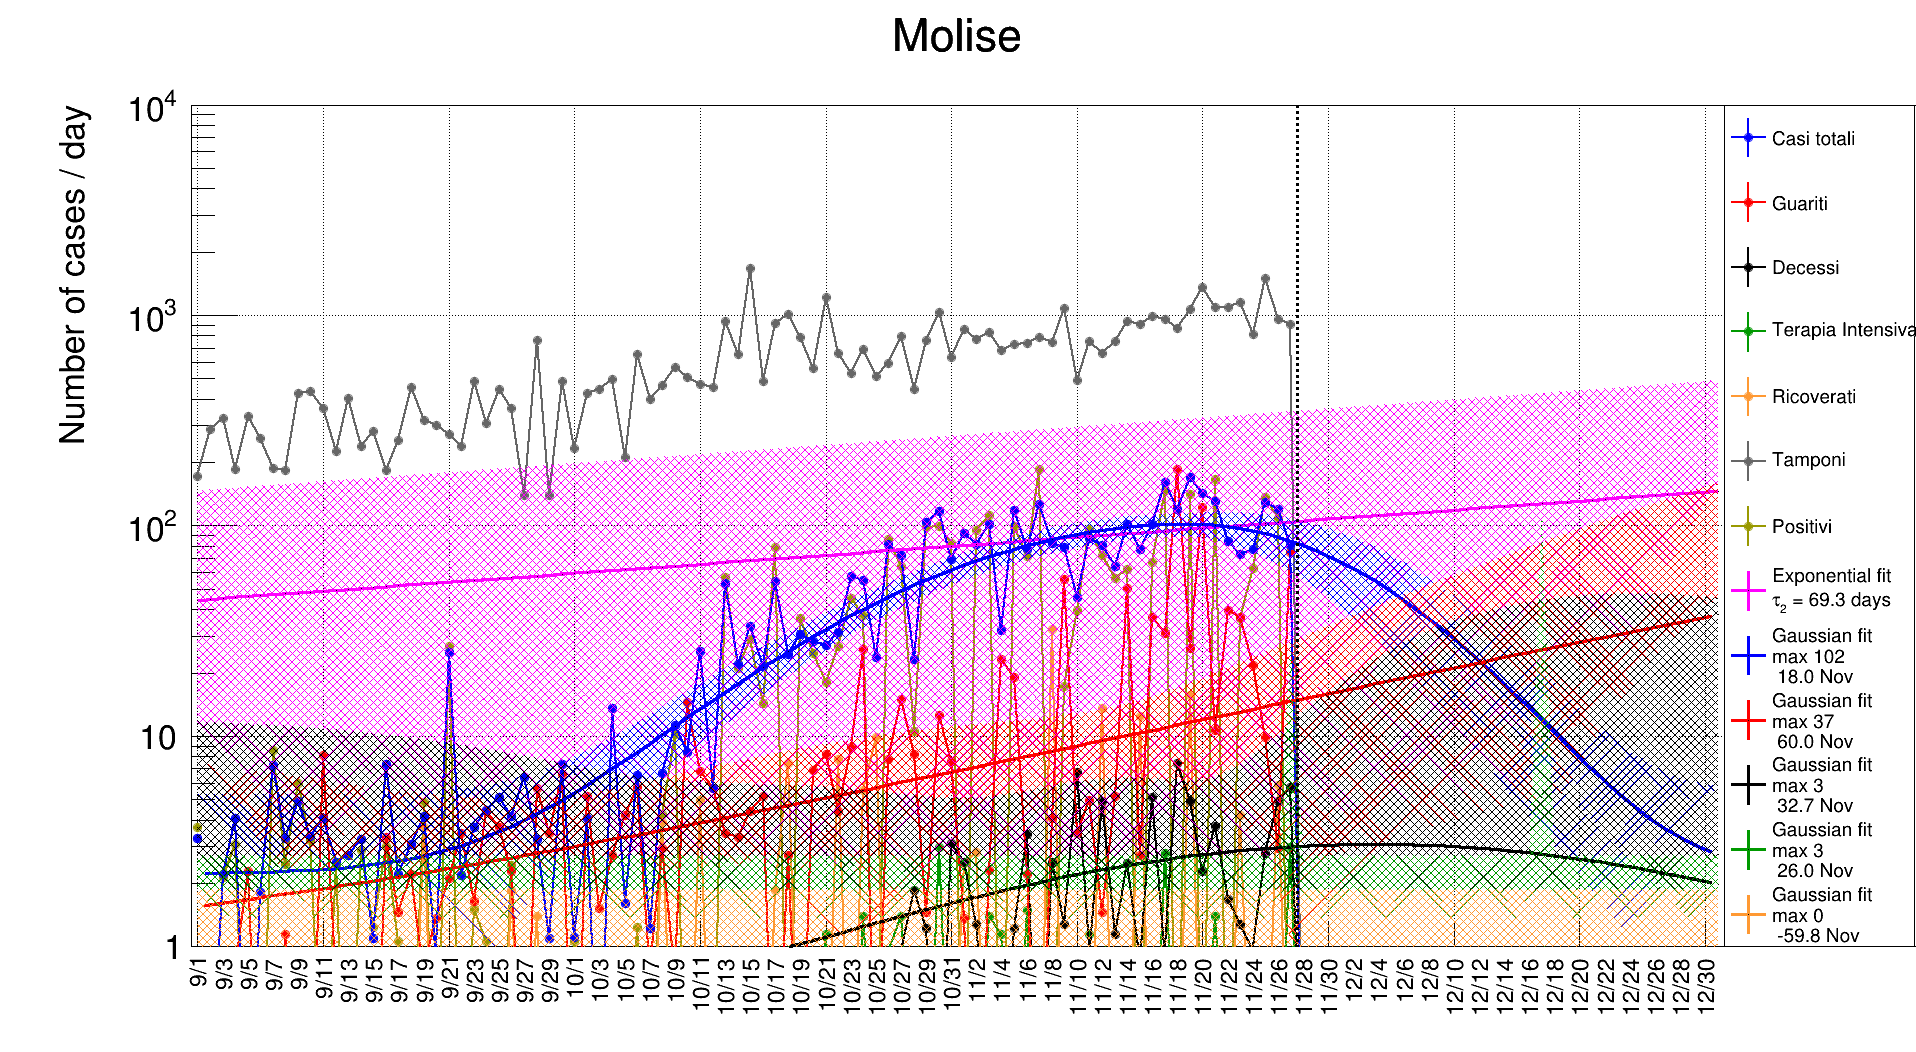 Molise
Number of cases / day
10^4
10^3
10^2
10
1
9/1
9/3
9/5
9/7
9/9
9/11
9/13
9/15
9/17
9/19
9/21
9/23
9/25
9/27
9/29
10/1
10/3
10/5
10/7
10/9
10/11
10/13
10/15
10/17
10/19
10/21
10/23
10/25
10/27
10/29
10/31
11/2
11/4
11/6
11/8
11/10
11/12
11/14
11/16
11/18
11/20
11/22
11/24
11/26
11/28
11/30
12/2
12/4
12/6
12/8
12/10
12/12
12/14
12/16
12/18
12/20
12/22
12/24
12/26
12/28
12/30
Casi totali
Guariti
Decessi
Terapia Intensiva
Ricoverati
Tamponi
Positivi
Exponential fit
τ₂ = 69.3 days
Gaussian fit
max 102
18.0 Nov
Gaussian fit
max 37
60.0 Nov
Gaussian fit
max 3
32.7 Nov
Gaussian fit
max 3
26.0 Nov
Gaussian fit
max 0
-59.8 Nov